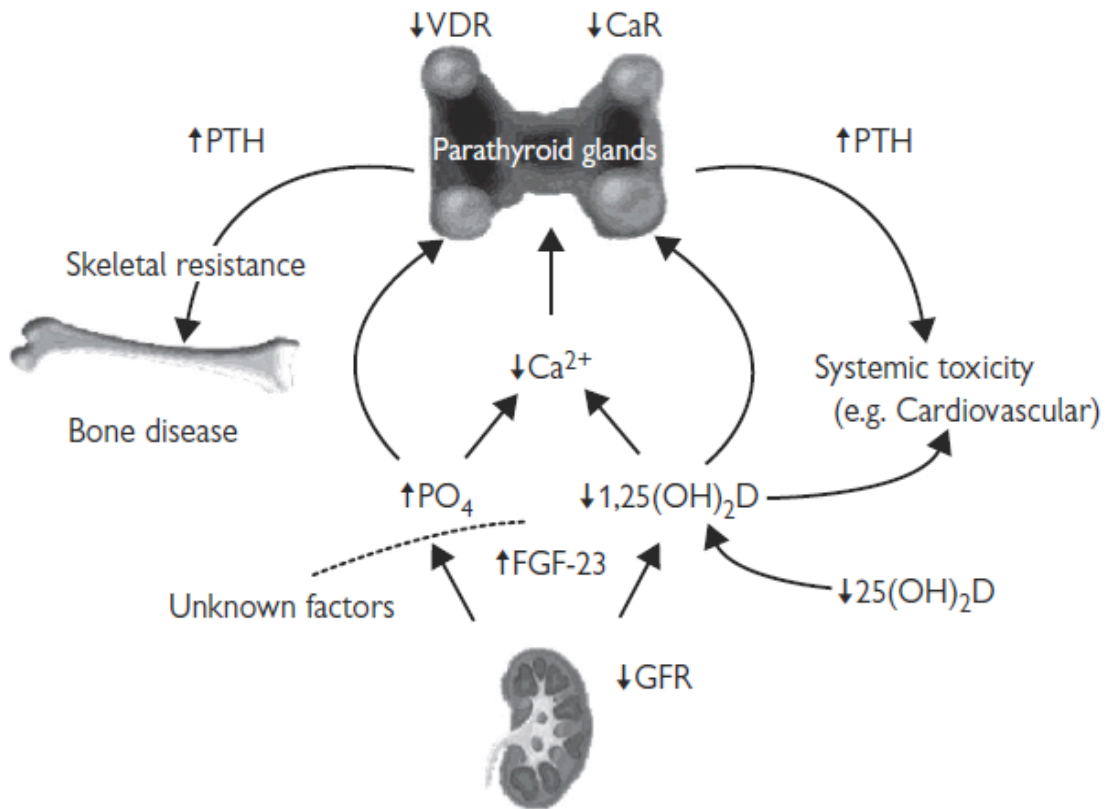 ↓VDR
↓CaR
↑PTH
Parathyroid glands
↑PTH
Skeletal resistance
↓Ca²⁺
Systemic toxicity
(e.g. Cardiovascular)
Bone disease
↑PO₄
↓1,25(OH)₂D
↑FGF-23
Unknown factors
↓25(OH)₂D
↓GFR